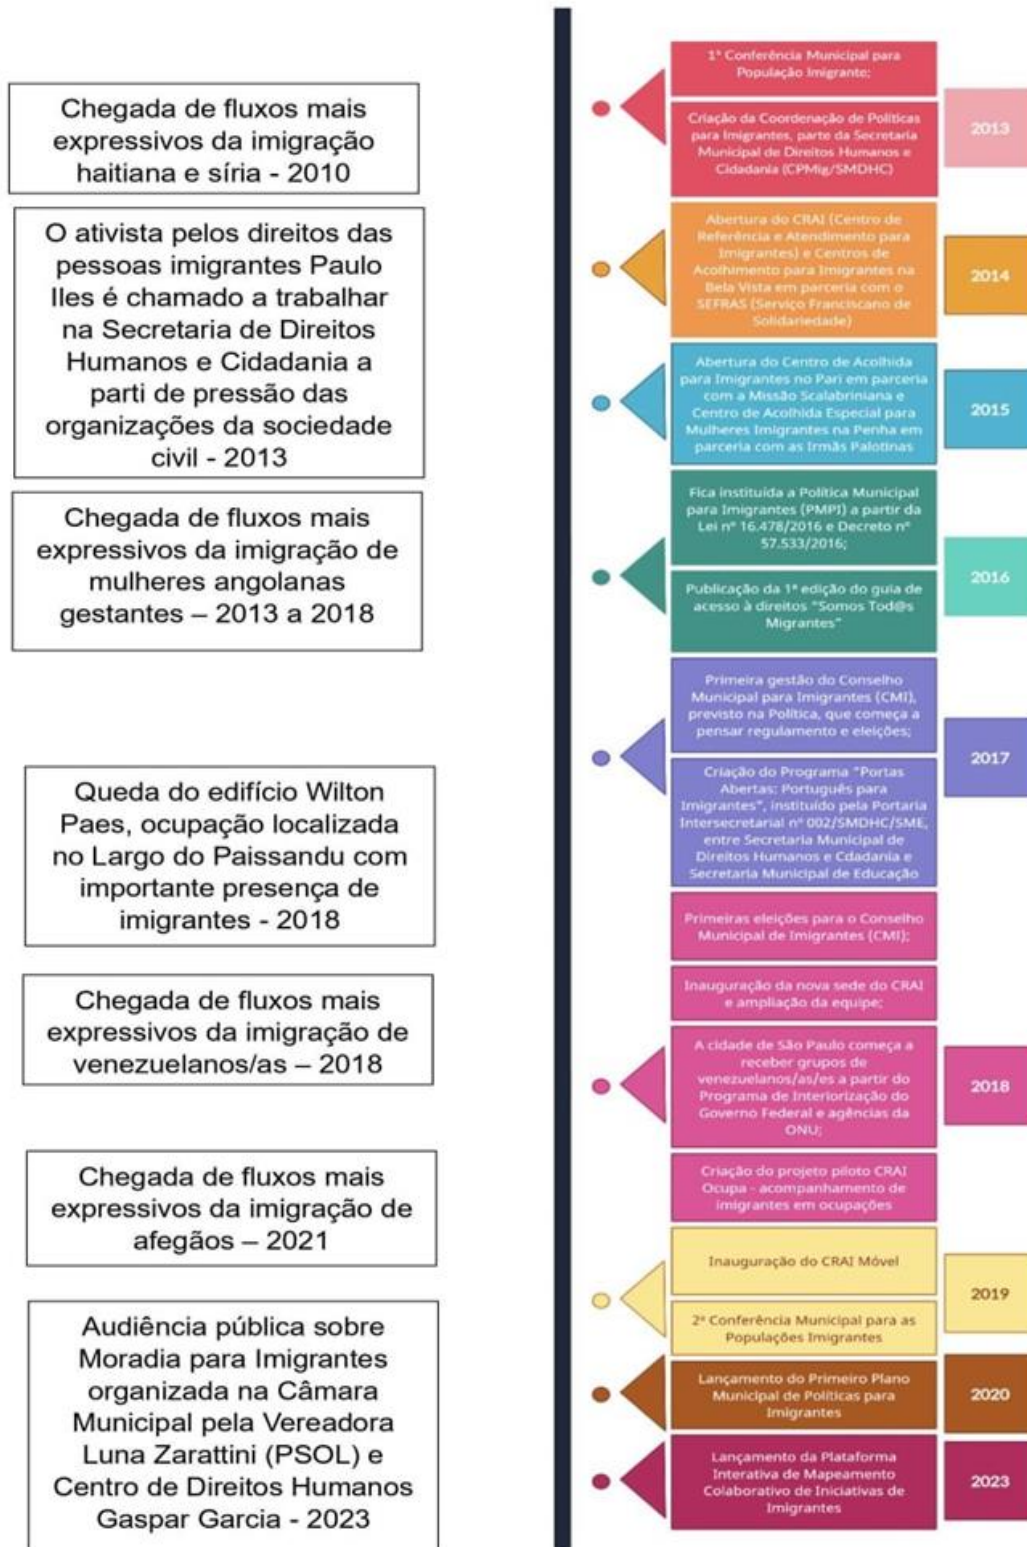 Chegada de fluxos mais
expressivos da imigração
haitiana e síria - 2010
O ativista pelos direitos das
pessoas imigrantes Paulo
Iles é chamado a trabalhar
na Secretaria de Direitos
Humanos e Cidadania a
parti de pressão das
organizações da sociedade
civil - 2013
Chegada de fluxos mais
expressivos da imigração de
mulheres angolanas
gestantes – 2013 a 2018
Queda do edifício Wilton
Paes, ocupação localizada
no Largo do Paissandu com
importante presença de
imigrantes - 2018
Chegada de fluxos mais
expressivos da imigração de
venezuelanos/as – 2018
Chegada de fluxos mais
expressivos da imigração de
afegãos – 2021
Audiência pública sobre
Moradia para Imigrantes
organizada na Câmara
Municipal pela Vereadora
Luna Zarattini (PSOL) e
Centro de Direitos Humanos
Gaspar Garcia - 2023
1ª Conferência Municipal para
População Imigrante;
Criação da Coordenação de Políticas
para Imigrantes, parte da Secretaria
Municipal de Direitos Humanos e
Cidadania (CPMig/SMDHC)
2013
Abertura do CRAI (Centro de
Referência e Atendimento para
Imigrantes) e Centros de
Acolhimento para Imigrantes na
Bela Vista em parceria com o
SEFRAS (Serviço Franciscano de
Solidariedade)
2014
Abertura do Centro de Acolhida
para Imigrantes no Pari em parceria
com a Missão Scalabriniana e
Centro de Acolhida Especial para
Mulheres Imigrantes na Penha em
parceria com as Irmãs Palotinas
2015
Fica instituída a Política Municipal
para Imigrantes (PMPI) a partir da
Lei nº 16.478/2016 e Decreto nº
57.533/2016;
Publicação da 1ª edição do guia de
acesso à direitos "Somos Tod@s
Migrantes"
2016
Primeira gestão do Conselho
Municipal para Imigrantes (CMI),
previsto na Política, que começa a
pensar regulamento e eleições;
Criação do Programa "Portas
Abertas: Português para
Imigrantes", instituído pela Portaria
Intersecretarial nº 002/SMDHC/SME,
entre Secretaria Municipal de
Direitos Humanos e Cdadania e
Secretaria Municipal de Educação
2017
Primeiras eleições para o Conselho
Municipal de Imigrantes (CMI);
Inauguração da nova sede do CRAI
e ampliação da equipe;
A cidade de São Paulo começa a
receber grupos de
venezuelanos/as/es a partir do
Programa de Interiorização do
Governo Federal e agências da
ONU;
Criação do projeto piloto CRAI
Ocupa - acompanhamento de
imigrantes em ocupações
2018
Inauguração do CRAI Móvel
2ª Conferência Municipal para as
Populações Imigrantes
2019
Lançamento do Primeiro Plano
Municipal de Políticas para
Imigrantes
2020
Lançamento da Plataforma
Interativa de Mapeamento
Colaborativo de Iniciativas de
Imigrantes
2023